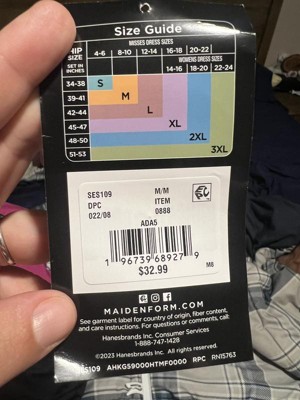 Size Guide
MISSES DRESS SIZES
HIP SIZE SET IN INCHES
4-6 8-10 12-14 16-18 20-22
WOMENS DRESS SIZES
14-16 18-20 22-24
34-38 S
39-41 M
42-44 L
45-47 XL
48-50 2XL
51-53 3XL
SES109 M/M
DPC ITEM
022/08 0888
ADA5
1 96739 68927 9
$32.99 M6
MAIDENFORM.COM
See garment label for country of origin, fiber content,
and care instructions. For questions or comments, call:
Hanesbrands Inc. Consumer Services
1-888-747-1428
©2023 Hanesbrands Inc. All rights reserved.
SES109 AHKGS9000HTMF0000 RPC RN15763